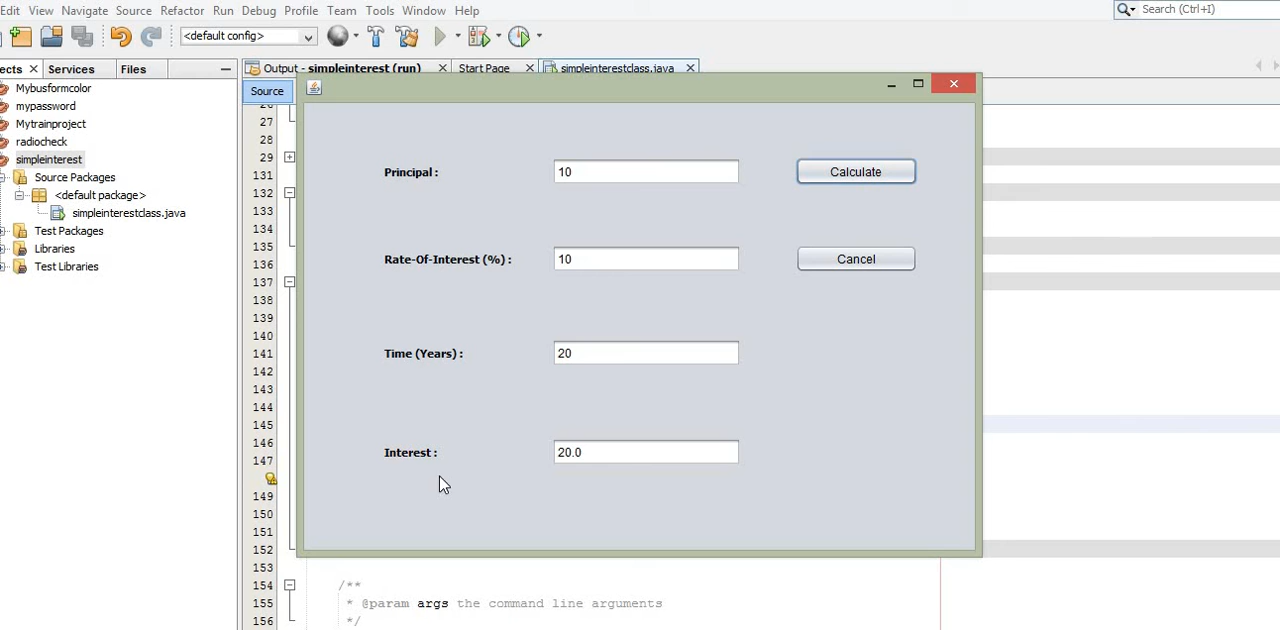 Edit View Navigate Source Refactor Run Debug Profile Team Tools Window Help
Search (Ctrl+I)
<default config>
ects Services Files
Output - simpleinterest (run) Start Page simpleinterestclass.java
Source
Mybusformcolor
mypassword
Mytrainproject
radiocheck
simpleinterest
Source Packages
<default package>
simpleinterestclass.java
Test Packages
Libraries
Test Libraries
27
28
29
131
132
133
134
135
136
137
138
139
140
141
142
143
144
145
146
147
149
150
151
152
153
154 /**
155 * @param args the command line arguments
156 */
Principal : 10 Calculate
Rate-Of-Interest (%) : 10 Cancel
Time (Years) : 20
Interest : 20.0